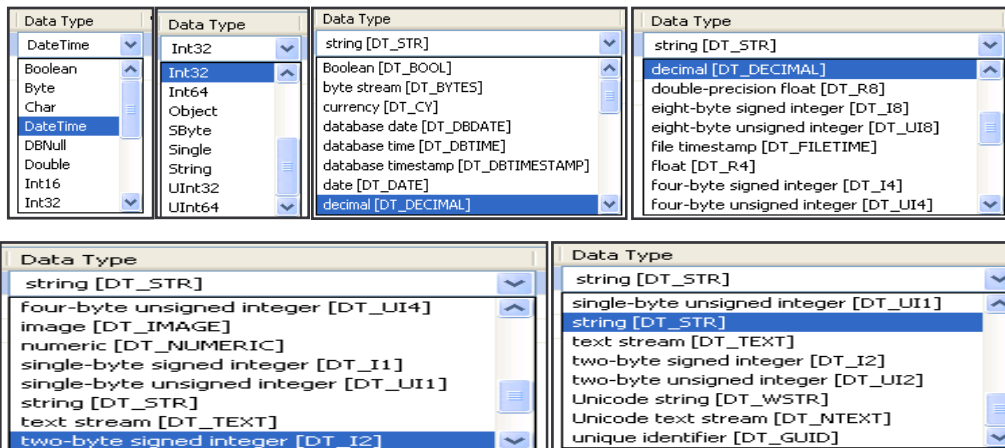 Data Type
DateTime
Boolean
Byte
Char
DateTime
DBNull
Double
Int16
Int32
Data Type
Int32
Int32
Int64
Object
SByte
Single
String
UInt32
UInt64
Data Type
string [DT_STR]
Boolean [DT_BOOL]
byte stream [DT_BYTES]
currency [DT_CY]
database date [DT_DBDATE]
database time [DT_DBTIME]
database timestamp [DT_DBTIMESTAMP]
date [DT_DATE]
decimal [DT_DECIMAL]
Data Type
string [DT_STR]
decimal [DT_DECIMAL]
double-precision float [DT_R8]
eight-byte signed integer [DT_I8]
eight-byte unsigned integer [DT_UI8]
file timestamp [DT_FILETIME]
float [DT_R4]
four-byte signed integer [DT_I4]
four-byte unsigned integer [DT_UI4]
Data Type
string [DT_STR]
four-byte unsigned integer [DT_UI4]
image [DT_IMAGE]
numeric [DT_NUMERIC]
single-byte signed integer [DT_I1]
single-byte unsigned integer [DT_UI1]
string [DT_STR]
text stream [DT_TEXT]
two-byte signed integer [DT_I2]
Data Type
string [DT_STR]
single-byte unsigned integer [DT_UI1]
string [DT_STR]
text stream [DT_TEXT]
two-byte signed integer [DT_I2]
two-byte unsigned integer [DT_UI2]
Unicode string [DT_WSTR]
Unicode text stream [DT_NTEXT]
unique identifier [DT_GUID]